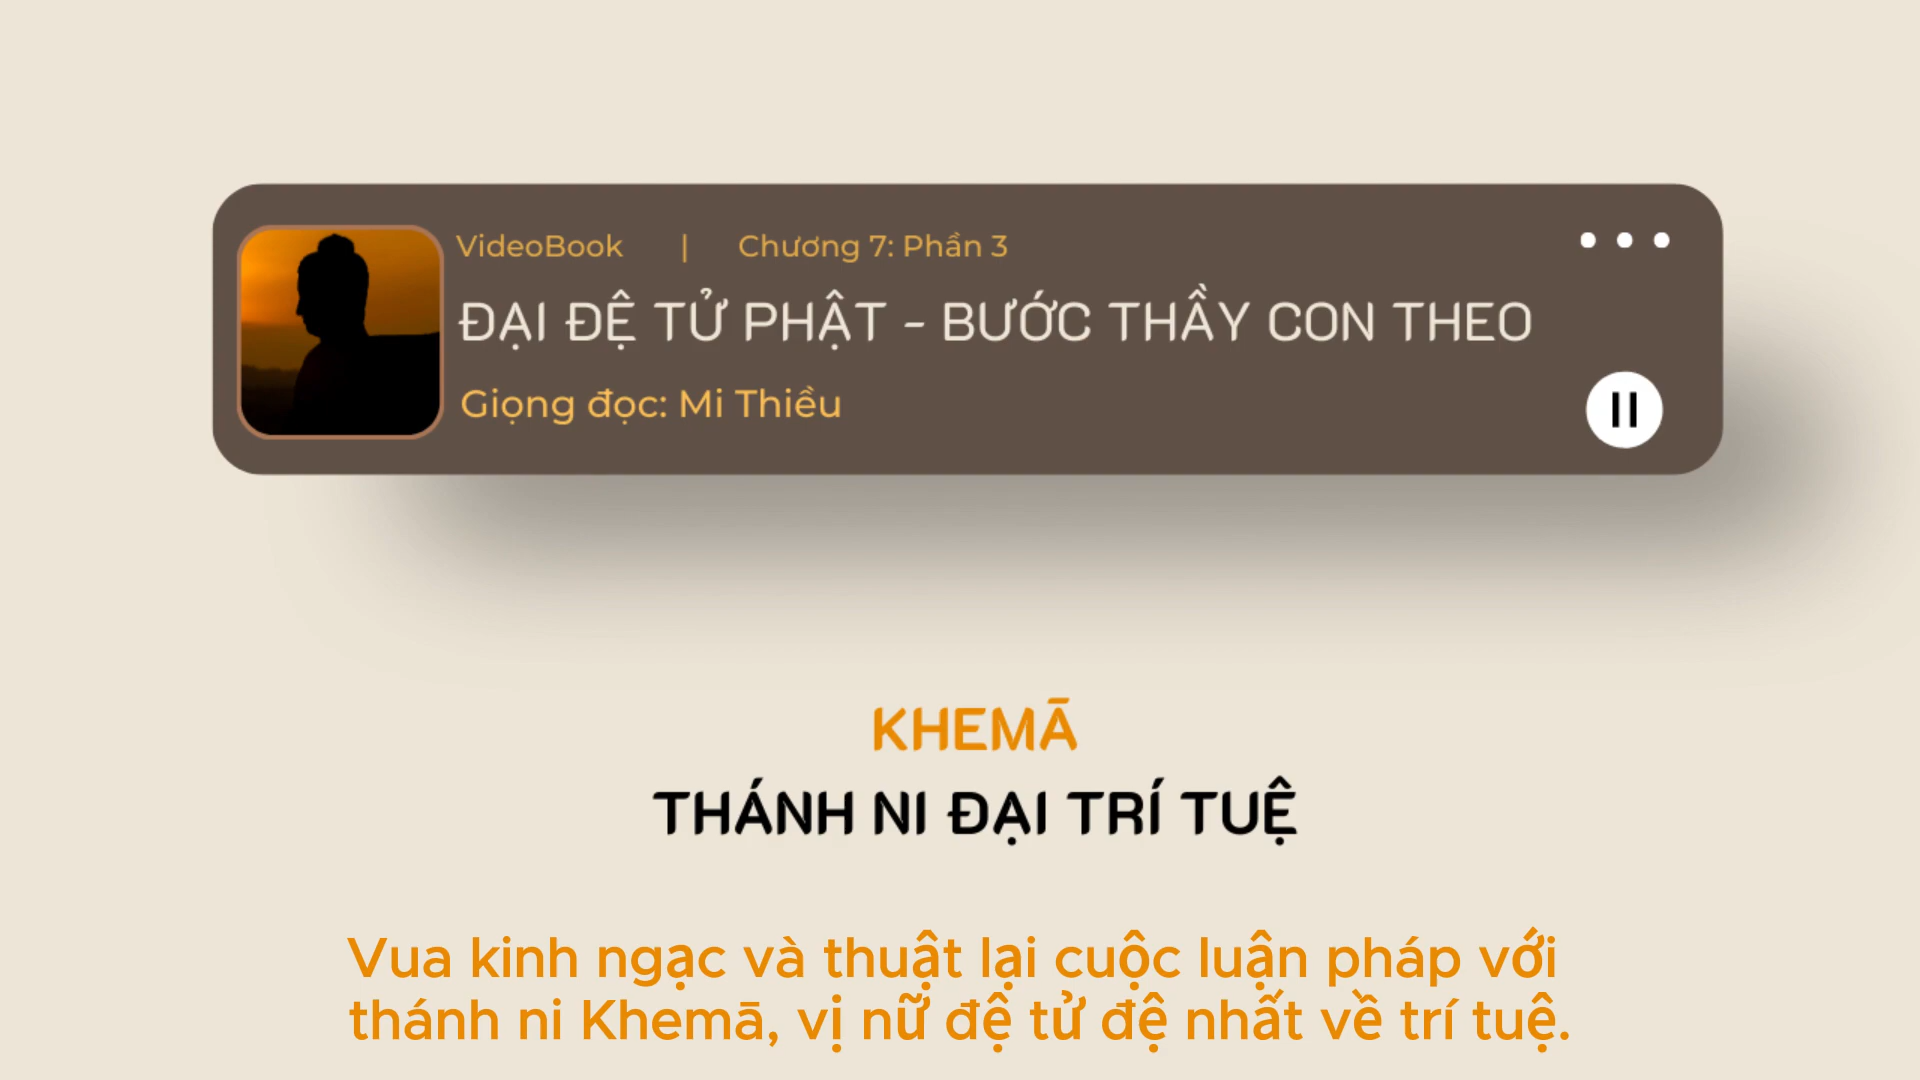 VideoBook | Chương 7: Phần 3
ĐẠI ĐỆ TỬ PHẬT - BƯỚC THẦY CON THEO
Giọng đọc: Mi Thiều
KHEMĀ
THÁNH NI ĐẠI TRÍ TUỆ
Vua kinh ngạc và thuật lại cuộc luận pháp với
thánh ni Khemā, vị nữ đệ tử đệ nhất về trí tuệ.